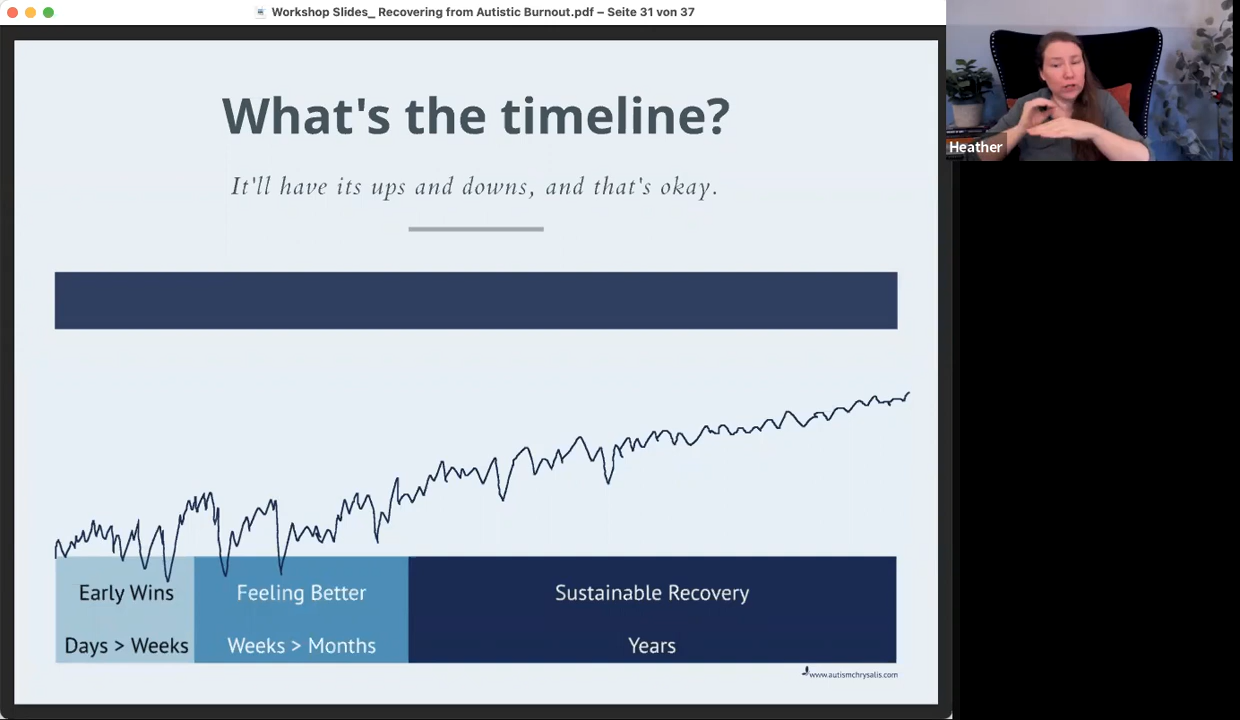 Workshop Slides_ Recovering from Autistic Burnout.pdf – Seite 31 von 37
Heather
What's the timeline?
It'll have its ups and downs, and that's okay.
Early Wins
Days > Weeks
Feeling Better
Weeks > Months
Sustainable Recovery
Years
www.autismchrysalis.com